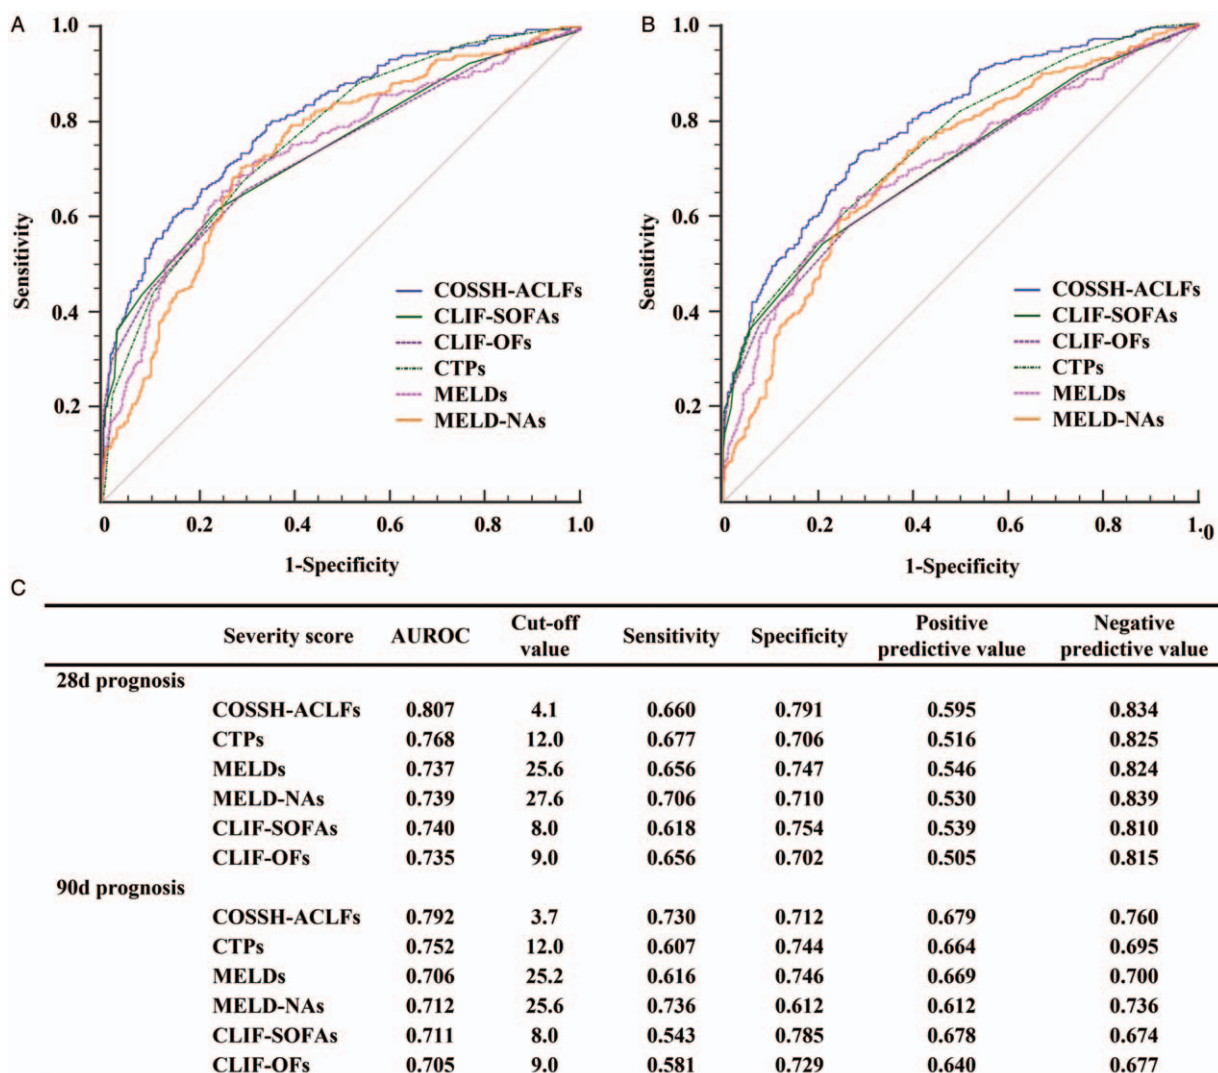 A
1.0
0.8
0.6
0.4
0.2
Sensitivity
0 0.2 0.4 0.6 0.8 1.0
1-Specificity
COSSH-ACLFs
CLIF-SOFAs
CLIF-OFs
CTPs
MELDs
MELD-NAs
B
1.0
0.8
0.6
0.4
0.2
Sensitivity
0 0.2 0.4 0.6 0.8 1.0
1-Specificity
COSSH-ACLFs
CLIF-SOFAs
CLIF-OFs
CTPs
MELDs
MELD-NAs
C
Severity score AUROC Cut-off value Sensitivity Specificity Positive predictive value Negative predictive value
28d prognosis
COSSH-ACLFs 0.807 4.1 0.660 0.791 0.595 0.834
CTPs 0.768 12.0 0.677 0.706 0.516 0.825
MELDs 0.737 25.6 0.656 0.747 0.546 0.824
MELD-NAs 0.739 27.6 0.706 0.710 0.530 0.839
CLIF-SOFAs 0.740 8.0 0.618 0.754 0.539 0.810
CLIF-OFs 0.735 9.0 0.656 0.702 0.505 0.815
90d prognosis
COSSH-ACLFs 0.792 3.7 0.730 0.712 0.679 0.760
CTPs 0.752 12.0 0.607 0.744 0.664 0.695
MELDs 0.706 25.2 0.616 0.746 0.669 0.700
MELD-NAs 0.712 25.6 0.736 0.612 0.612 0.736
CLIF-SOFAs 0.711 8.0 0.543 0.785 0.678 0.674
CLIF-OFs 0.705 9.0 0.581 0.729 0.640 0.677